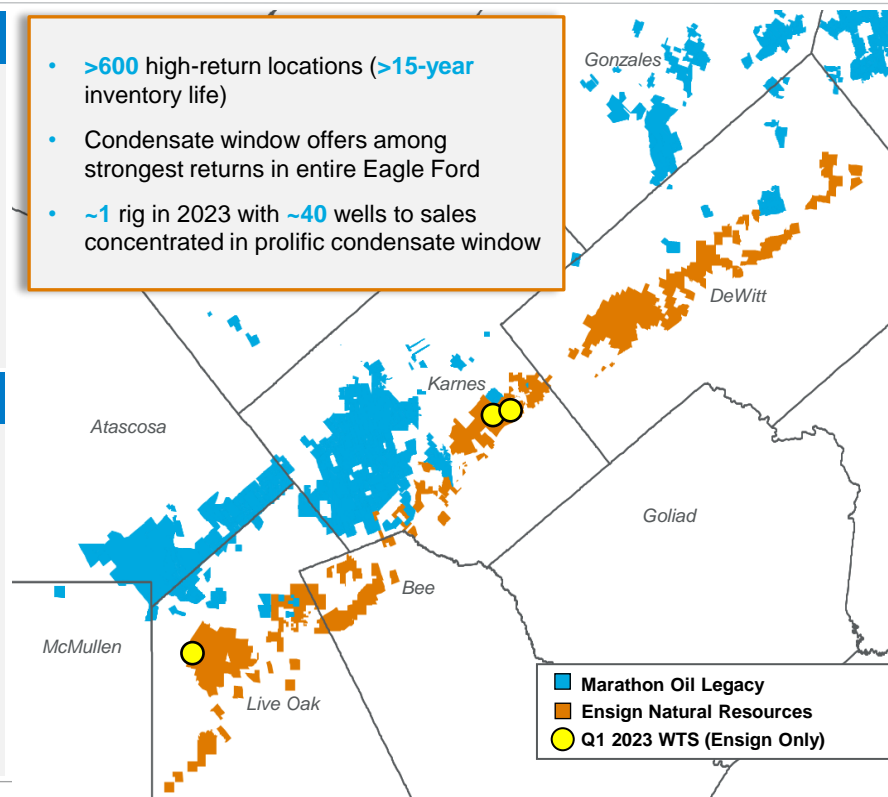 • >600 high-return locations (>15-year
inventory life)
• Condensate window offers among
strongest returns in entire Eagle Ford
• ~1 rig in 2023 with ~40 wells to sales
concentrated in prolific condensate window
Gonzales
DeWitt
Karnes
Atascosa
Goliad
Bee
McMullen
Live Oak
Marathon Oil Legacy
Ensign Natural Resources
Q1 2023 WTS (Ensign Only)